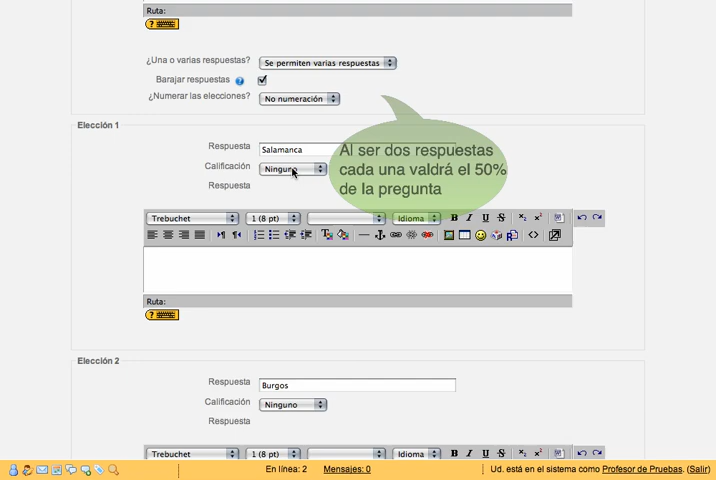 Ruta:
¿Una o varias respuestas? Se permiten varias respuestas
Barajar respuestas
¿Numerar las elecciones? No numeración
Elección 1
Respuesta Salamanca
Al ser dos respuestas
cada una valdrá el 50%
de la pregunta
Calificación Ninguno
Respuesta
Trebuchet 1 (8 pt) Idioma B I U S
Ruta:
Elección 2
Respuesta Burgos
Calificación Ninguno
Respuesta
Trebuchet 1 (8 pt) Idioma B I U S
En línea: 2 Mensajes: 0 Ud. está en el sistema como Profesor de Pruebas. (Salir)